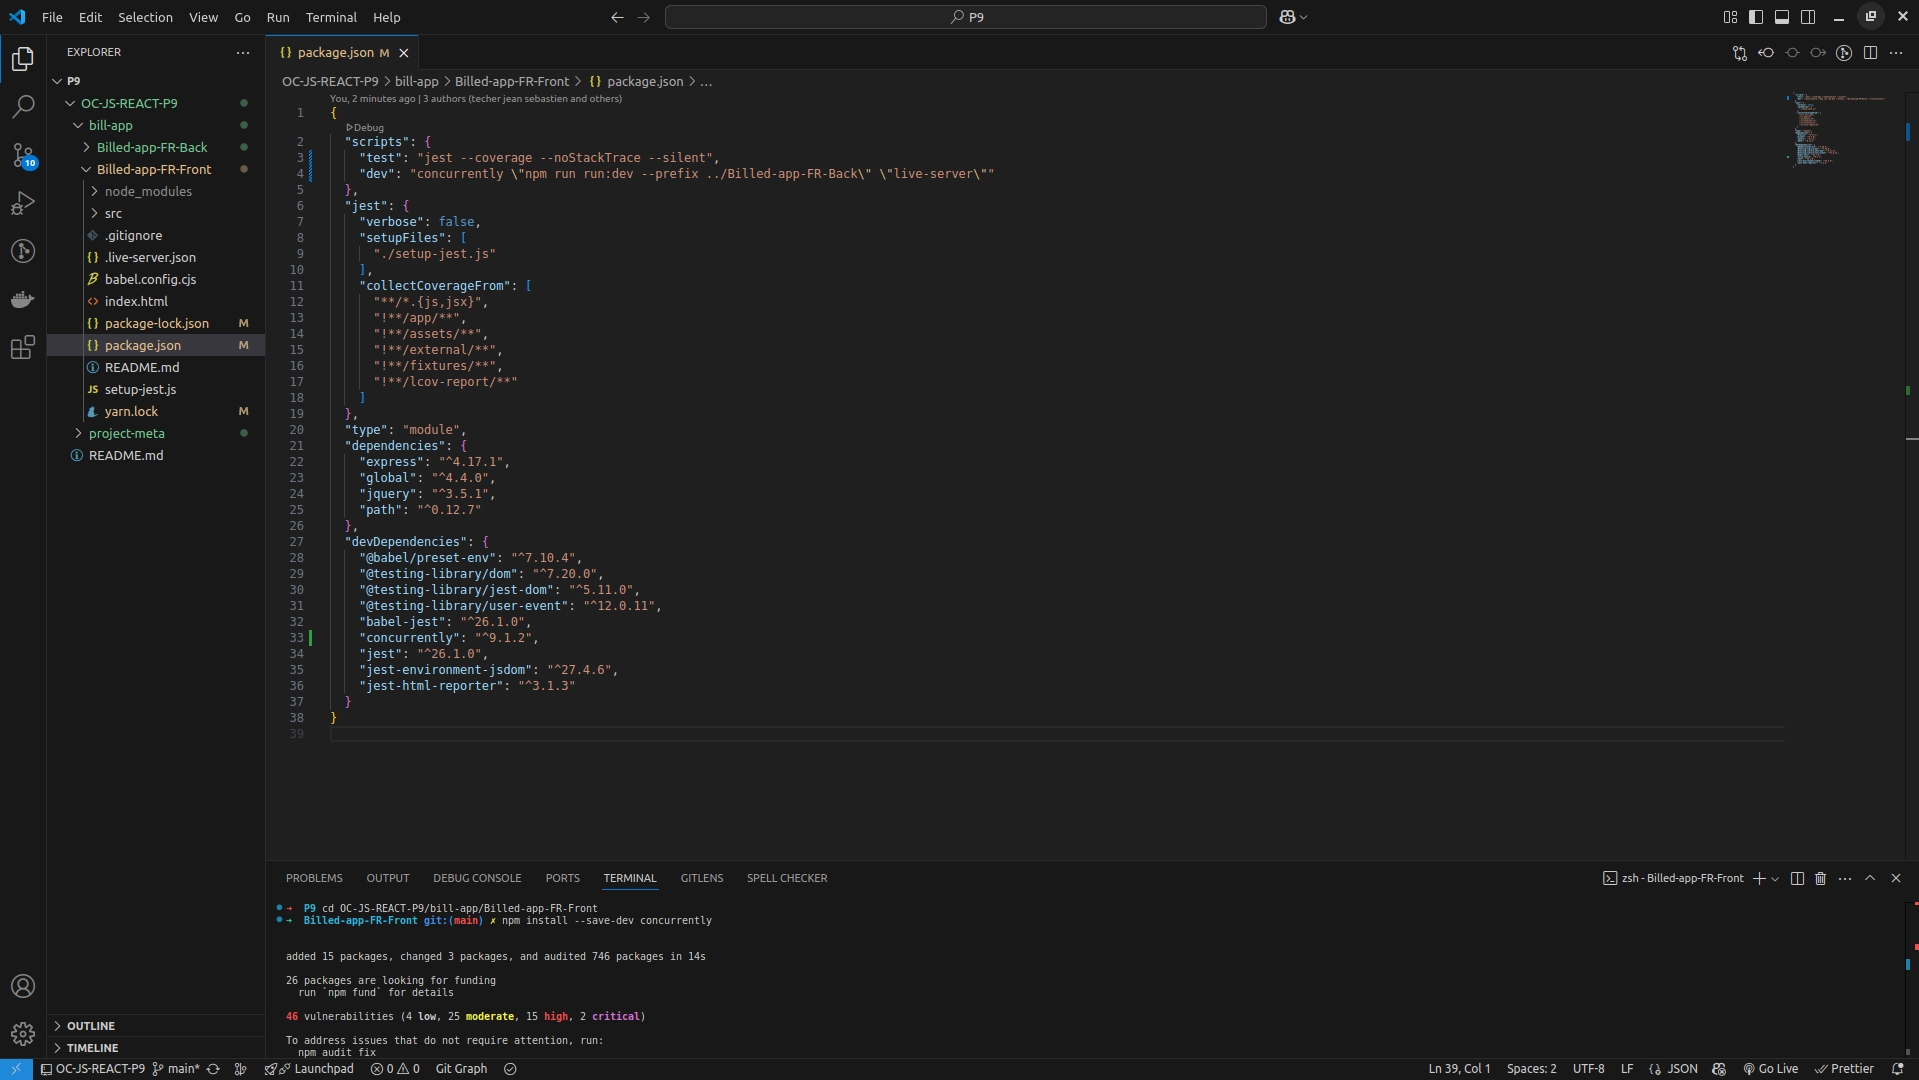 File Edit Selection View Go Run Terminal Help
P9
EXPLORER
P9
OC-JS-REACT-P9
bill-app
Billed-app-FR-Back
Billed-app-FR-Front
node_modules
src
.gitignore
.live-server.json
babel.config.cjs
index.html
package-lock.json M
package.json M
README.md
setup-jest.js
yarn.lock M
project-meta
README.md
OUTLINE
TIMELINE
10
package.json M
OC-JS-REACT-P9 > bill-app > Billed-app-FR-Front > {} package.json > ...
You, 2 minutes ago | 3 authors (techer jean sebastien and others)
1 {
Debug
2 "scripts": {
3 "test": "jest --coverage --noStackTrace --silent",
4 "dev": "concurrently \"npm run run:dev --prefix ../Billed-app-FR-Back\" \"live-server\""
5 },
6 "jest": {
7 "verbose": false,
8 "setupFiles": [
9 "./setup-jest.js"
10 ],
11 "collectCoverageFrom": [
12 "**/*.{js,jsx}",
13 "!**/app/**",
14 "!**/assets/**",
15 "!**/external/**",
16 "!**/fixtures/**",
17 "!**/lcov-report/**"
18 ]
19 },
20 "type": "module",
21 "dependencies": {
22 "express": "^4.17.1",
23 "global": "^4.4.0",
24 "jquery": "^3.5.1",
25 "path": "^0.12.7"
26 },
27 "devDependencies": {
28 "@babel/preset-env": "^7.10.4",
29 "@testing-library/dom": "^7.20.0",
30 "@testing-library/jest-dom": "^5.11.0",
31 "@testing-library/user-event": "^12.0.11",
32 "babel-jest": "^26.1.0",
33 "concurrently": "^9.1.2",
34 "jest": "^26.1.0",
35 "jest-environment-jsdom": "^27.4.6",
36 "jest-html-reporter": "^3.1.3"
37 }
38 }
39
PROBLEMS OUTPUT DEBUG CONSOLE PORTS TERMINAL GITLENS SPELL CHECKER
zsh - Billed-app-FR-Front
➜ P9 cd OC-JS-REACT-P9/bill-app/Billed-app-FR-Front
➜ Billed-app-FR-Front git:(main) ✗ npm install --save-dev concurrently
added 15 packages, changed 3 packages, and audited 746 packages in 14s
26 packages are looking for funding
run `npm fund` for details
46 vulnerabilities (4 low, 25 moderate, 15 high, 2 critical)
To address issues that do not require attention, run:
npm audit fix
OC-JS-REACT-P9 main* Launchpad 0 0 Git Graph
Ln 39, Col 1 Spaces: 2 UTF-8 LF {} JSON Go Live Prettier